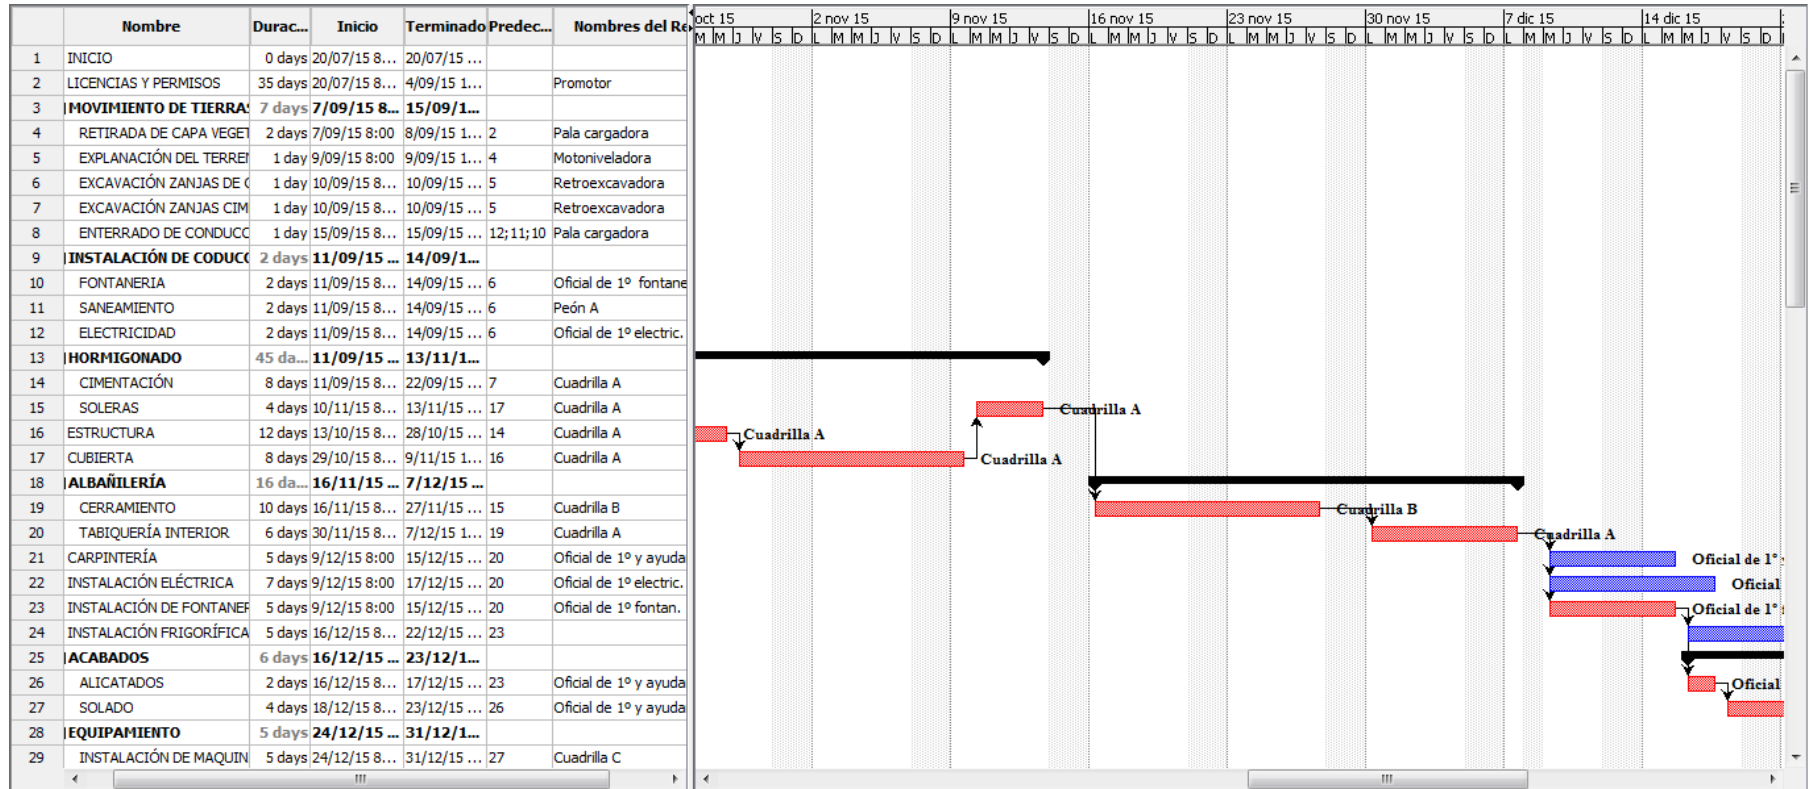 Nombre Durac... Inicio Terminado Predec... Nombres del Re
1 INICIO 0 days 20/07/15 8... 20/07/15 ...
2 LICENCIAS Y PERMISOS 35 days 20/07/15 8... 4/09/15 1... Promotor
3 MOVIMIENTO DE TIERRA 7 days 7/09/15 8... 15/09/1...
4 RETIRADA DE CAPA VEGET 2 days 7/09/15 8:00 8/09/15 1... 2 Pala cargadora
5 EXPLANACIÓN DEL TERRE 1 day 9/09/15 8:00 9/09/15 1... 4 Motoniveladora
6 EXCAVACIÓN ZANJAS DE 1 day 10/09/15 8... 10/09/15 ... 5 Retroexcavadora
7 EXCAVACIÓN ZANJAS CIM 1 day 10/09/15 8... 10/09/15 ... 5 Retroexcavadora
8 ENTERRADO DE CONDUCC 1 day 15/09/15 8... 15/09/15 ... 12;11;10 Pala cargadora
9 INSTALACIÓN DE CODUC 2 days 11/09/15 ... 14/09/1...
10 FONTANERIA 2 days 11/09/15 8... 14/09/15 ... 6 Oficial de 1º fontane
11 SANEAMIENTO 2 days 11/09/15 8... 14/09/15 ... 6 Peón A
12 ELECTRICIDAD 2 days 11/09/15 8... 14/09/15 ... 6 Oficial de 1º electric.
13 HORMIGONADO 45 da... 11/09/15 ... 13/11/1...
14 CIMENTACIÓN 8 days 11/09/15 8... 22/09/15 ... 7 Cuadrilla A
15 SOLERAS 4 days 10/11/15 8... 13/11/15 ... 17 Cuadrilla A
16 ESTRUCTURA 12 days 13/10/15 8... 28/10/15 ... 14 Cuadrilla A
17 CUBIERTA 8 days 29/10/15 8... 9/11/15 1... 16 Cuadrilla A
18 ALBAÑILERÍA 16 da... 16/11/15 ... 7/12/15 ...
19 CERRAMIENTO 10 days 16/11/15 8... 27/11/15 ... 15 Cuadrilla B
20 TABIQUERÍA INTERIOR 6 days 30/11/15 8... 7/12/15 1... 19 Cuadrilla A
21 CARPINTERÍA 5 days 9/12/15 8:00 15/12/15 ... 20 Oficial de 1º y ayuda
22 INSTALACIÓN ELÉCTRICA 7 days 9/12/15 8:00 17/12/15 ... 20 Oficial de 1º electric.
23 INSTALACIÓN DE FONTANER 5 days 9/12/15 8:00 15/12/15 ... 20 Oficial de 1º fontan.
24 INSTALACIÓN FRIGORÍFICA 5 days 16/12/15 8... 22/12/15 ... 23
25 ACABADOS 6 days 16/12/15 ... 23/12/1...
26 ALICATADOS 2 days 16/12/15 8... 17/12/15 ... 23 Oficial de 1º y ayuda
27 SOLADO 4 days 18/12/15 8... 23/12/15 ... 26 Oficial de 1º y ayuda
28 EQUIPAMIENTO 5 days 24/12/15 ... 31/12/1...
29 INSTALACIÓN DE MAQUIN 5 days 24/12/15 8... 31/12/15 ... 27 Cuadrilla C
oct 15 2 nov 15 9 nov 15 16 nov 15 23 nov 15 30 nov 15 7 dic 15 14 dic 15
M M J V S D L M M J V S D L M M J V S D L M M J V S D L M M J V S D L M M J V S D L M M J V S D L M M J V S D
Cuadrilla A
Cuadrilla A
Cuadrilla A
Cuadrilla B
Cuadrilla A
Oficial de 1º
Oficial
Oficial de 1º
Oficial